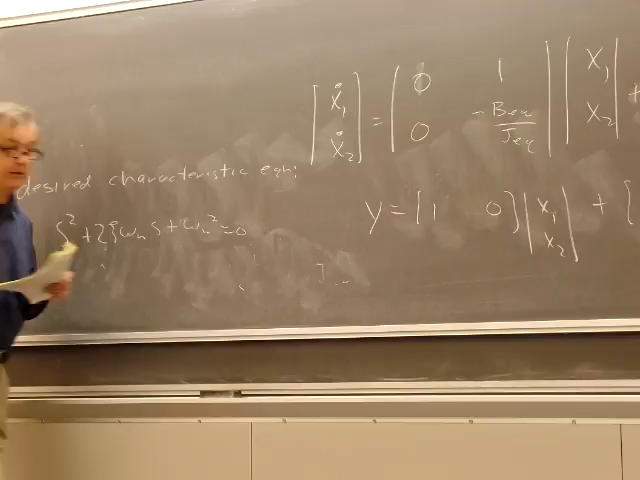 [ẋ₁ ẋ₂] = [0 1 0 -Beq/Jeq] [x₁ x₂] +
desired characteristic eqn:
y = [1 0] [x₁ x₂] + [
s² + 2ζωₙs + ωₙ² = 0